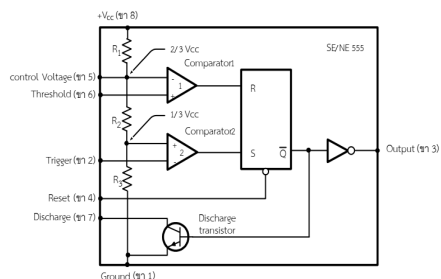 +Vcc (ขา 8)
R1
2/3 Vcc
SE/NE 555
Comparator1
control Voltage (ขา 5)
- 1 +
R
Threshold (ขา 6)
R2
1/3 Vcc
Comparator2
+ 2 -
S
Q̅
Output (ขา 3)
Trigger (ขา 2)
R3
Reset (ขา 4)
Discharge (ขา 7)
Discharge
transistor
Ground (ขา 1)